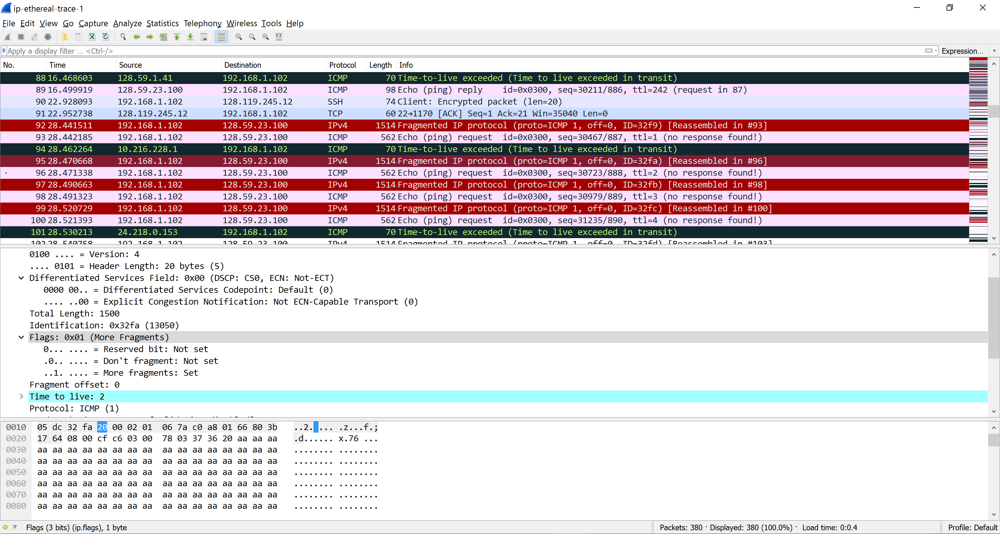 ip-ethereal-trace-1
File Edit View Go Capture Analyze Statistics Telephony Wireless Tools Help
Apply a display filter ... <Ctrl-/> Expression... +
No. Time Source Destination Protocol Length Info
88 16.468603 128.59.1.41 192.168.1.102 ICMP 70 Time-to-live exceeded (Time to live exceeded in transit)
89 16.499919 128.59.23.100 192.168.1.102 ICMP 98 Echo (ping) reply id=0x0300, seq=30211/886, ttl=242 (request in 87)
90 22.928093 192.168.1.102 128.119.245.12 SSH 74 Client: Encrypted packet (len=20)
91 22.952738 128.119.245.12 192.168.1.102 TCP 60 22→1170 [ACK] Seq=1 Ack=21 Win=35040 Len=0
92 28.441511 192.168.1.102 128.59.23.100 IPv4 1514 Fragmented IP protocol (proto=ICMP 1, off=0, ID=32f9) [Reassembled in #93]
93 28.442185 192.168.1.102 128.59.23.100 ICMP 562 Echo (ping) request id=0x0300, seq=30467/887, ttl=1 (no response found!)
94 28.462264 10.216.228.1 192.168.1.102 ICMP 70 Time-to-live exceeded (Time to live exceeded in transit)
95 28.470668 192.168.1.102 128.59.23.100 IPv4 1514 Fragmented IP protocol (proto=ICMP 1, off=0, ID=32fa) [Reassembled in #96]
96 28.471338 192.168.1.102 128.59.23.100 ICMP 562 Echo (ping) request id=0x0300, seq=30723/888, ttl=2 (no response found!)
97 28.490663 192.168.1.102 128.59.23.100 IPv4 1514 Fragmented IP protocol (proto=ICMP 1, off=0, ID=32fb) [Reassembled in #98]
98 28.491323 192.168.1.102 128.59.23.100 ICMP 562 Echo (ping) request id=0x0300, seq=30979/889, ttl=3 (no response found!)
99 28.520729 192.168.1.102 128.59.23.100 IPv4 1514 Fragmented IP protocol (proto=ICMP 1, off=0, ID=32fc) [Reassembled in #100]
100 28.521393 192.168.1.102 128.59.23.100 ICMP 562 Echo (ping) request id=0x0300, seq=31235/890, ttl=4 (no response found!)
101 28.530213 24.218.0.153 192.168.1.102 ICMP 70 Time-to-live exceeded (Time to live exceeded in transit)
102 28.540758 192.168.1.102 128.59.23.100 IPv4 1514 Fragmented IP protocol (proto=ICMP 1, off=0, ID=32fd) [Reassembled in #103]
0100 .... = Version: 4
.... 0101 = Header Length: 20 bytes (5)
Differentiated Services Field: 0x00 (DSCP: CS0, ECN: Not-ECT)
0000 00.. = Differentiated Services Codepoint: Default (0)
.... ..00 = Explicit Congestion Notification: Not ECN-Capable Transport (0)
Total Length: 1500
Identification: 0x32fa (13050)
Flags: 0x01 (More Fragments)
0... .... = Reserved bit: Not set
.0.. .... = Don't fragment: Not set
..1. .... = More fragments: Set
Fragment offset: 0
Time to live: 2
Protocol: ICMP (1)
0010 05 dc 32 fa 20 00 02 01 06 7a c0 a8 01 66 80 3b ..2. ... .z...f.;
0020 17 64 08 00 cf c6 03 00 78 03 37 36 20 aa aa aa .d...... x.76 ...
0030 aa aa aa aa aa aa aa aa aa aa aa aa aa aa aa aa ........ ........
0040 aa aa aa aa aa aa aa aa aa aa aa aa aa aa aa aa ........ ........
0050 aa aa aa aa aa aa aa aa aa aa aa aa aa aa aa aa ........ ........
0060 aa aa aa aa aa aa aa aa aa aa aa aa aa aa aa aa ........ ........
0070 aa aa aa aa aa aa aa aa aa aa aa aa aa aa aa aa ........ ........
0080 aa aa aa aa aa aa aa aa aa aa aa aa aa aa aa aa ........ ........
Flags (3 bits) (ip.flags), 1 byte Packets: 380 · Displayed: 380 (100.0%) · Load time: 0:0.4 Profile: Default